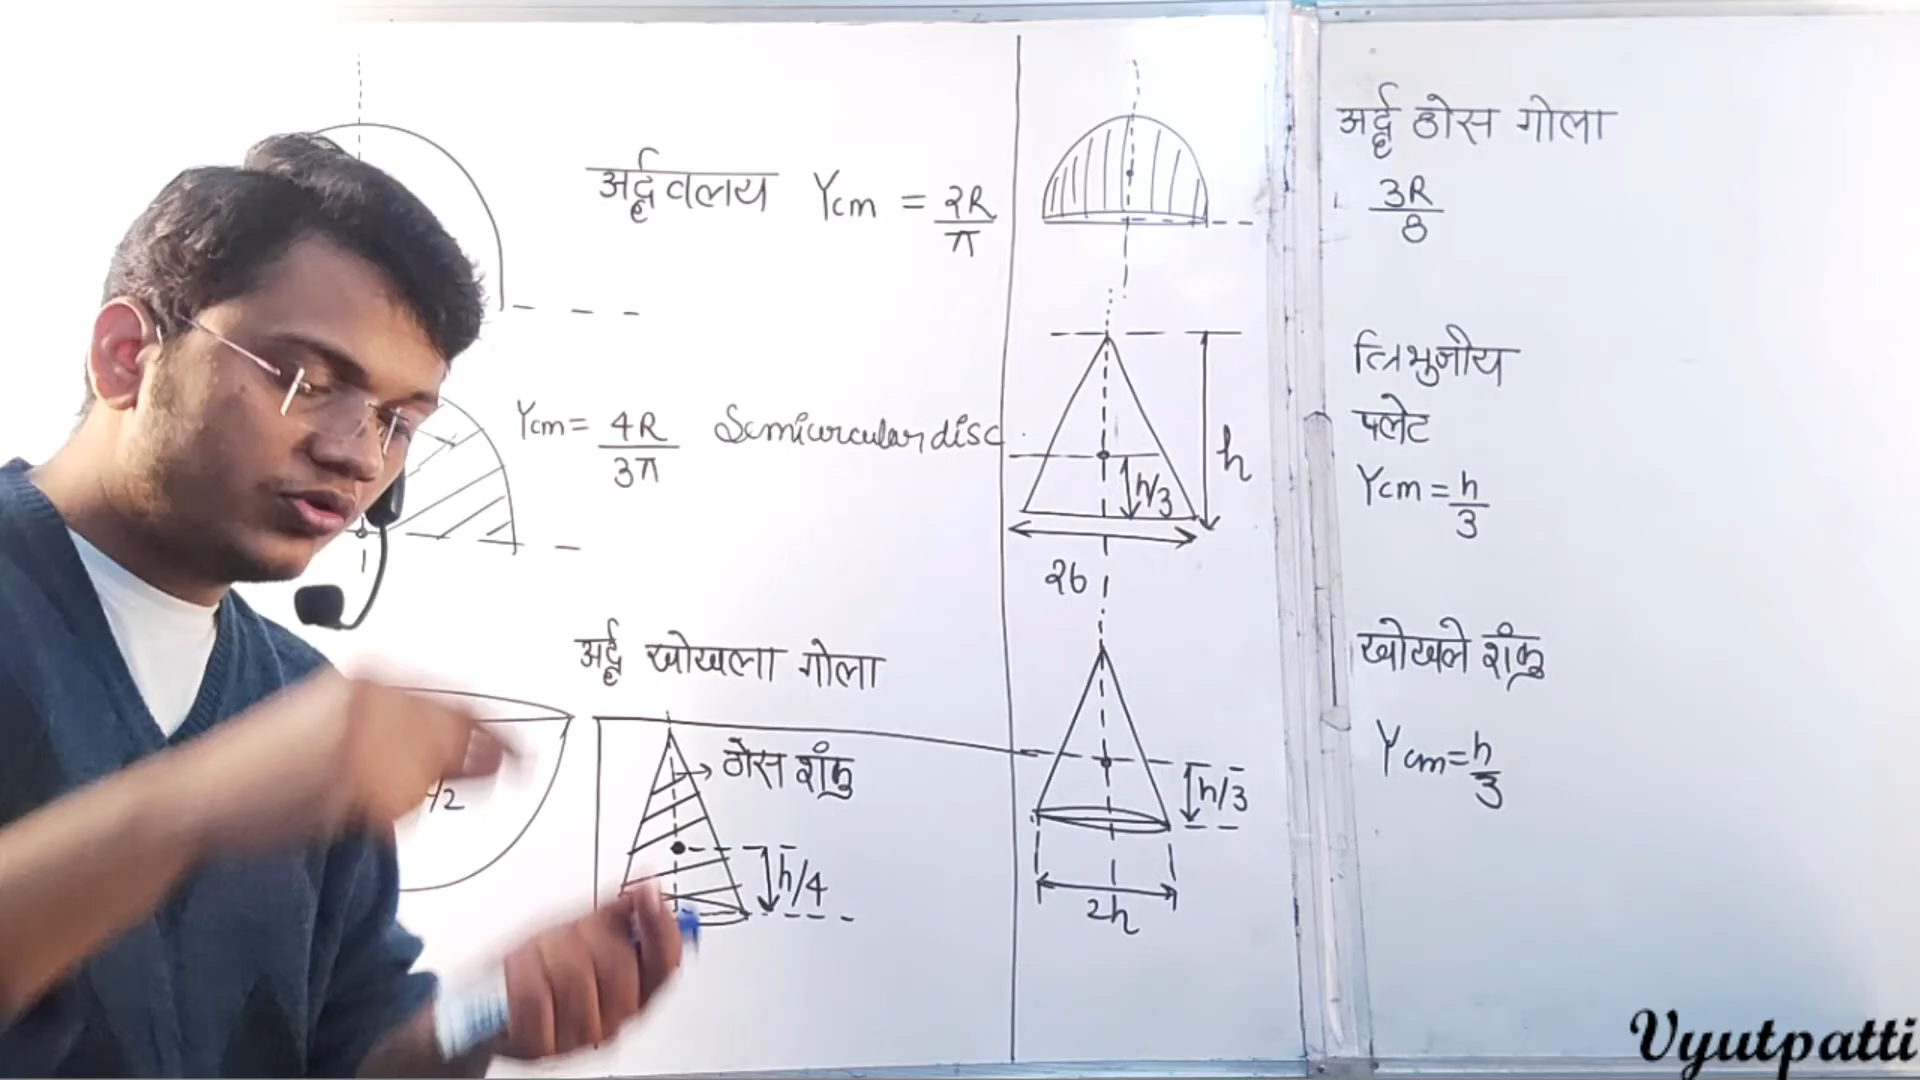 अर्द्ध वलय Ycm = 2R/π
Ycm = 4R/3π Semicircular disc
अर्द्ध खोखला गोला
/2
ठोस शंकु
h/4
h
h/3
2b
h/3
2h
अर्द्ध ठोस गोला
3R/8
त्रिभुजीय
प्लेट
Ycm = h/3
खोखले शंकु
Ycm = h/3
Vyutpatti